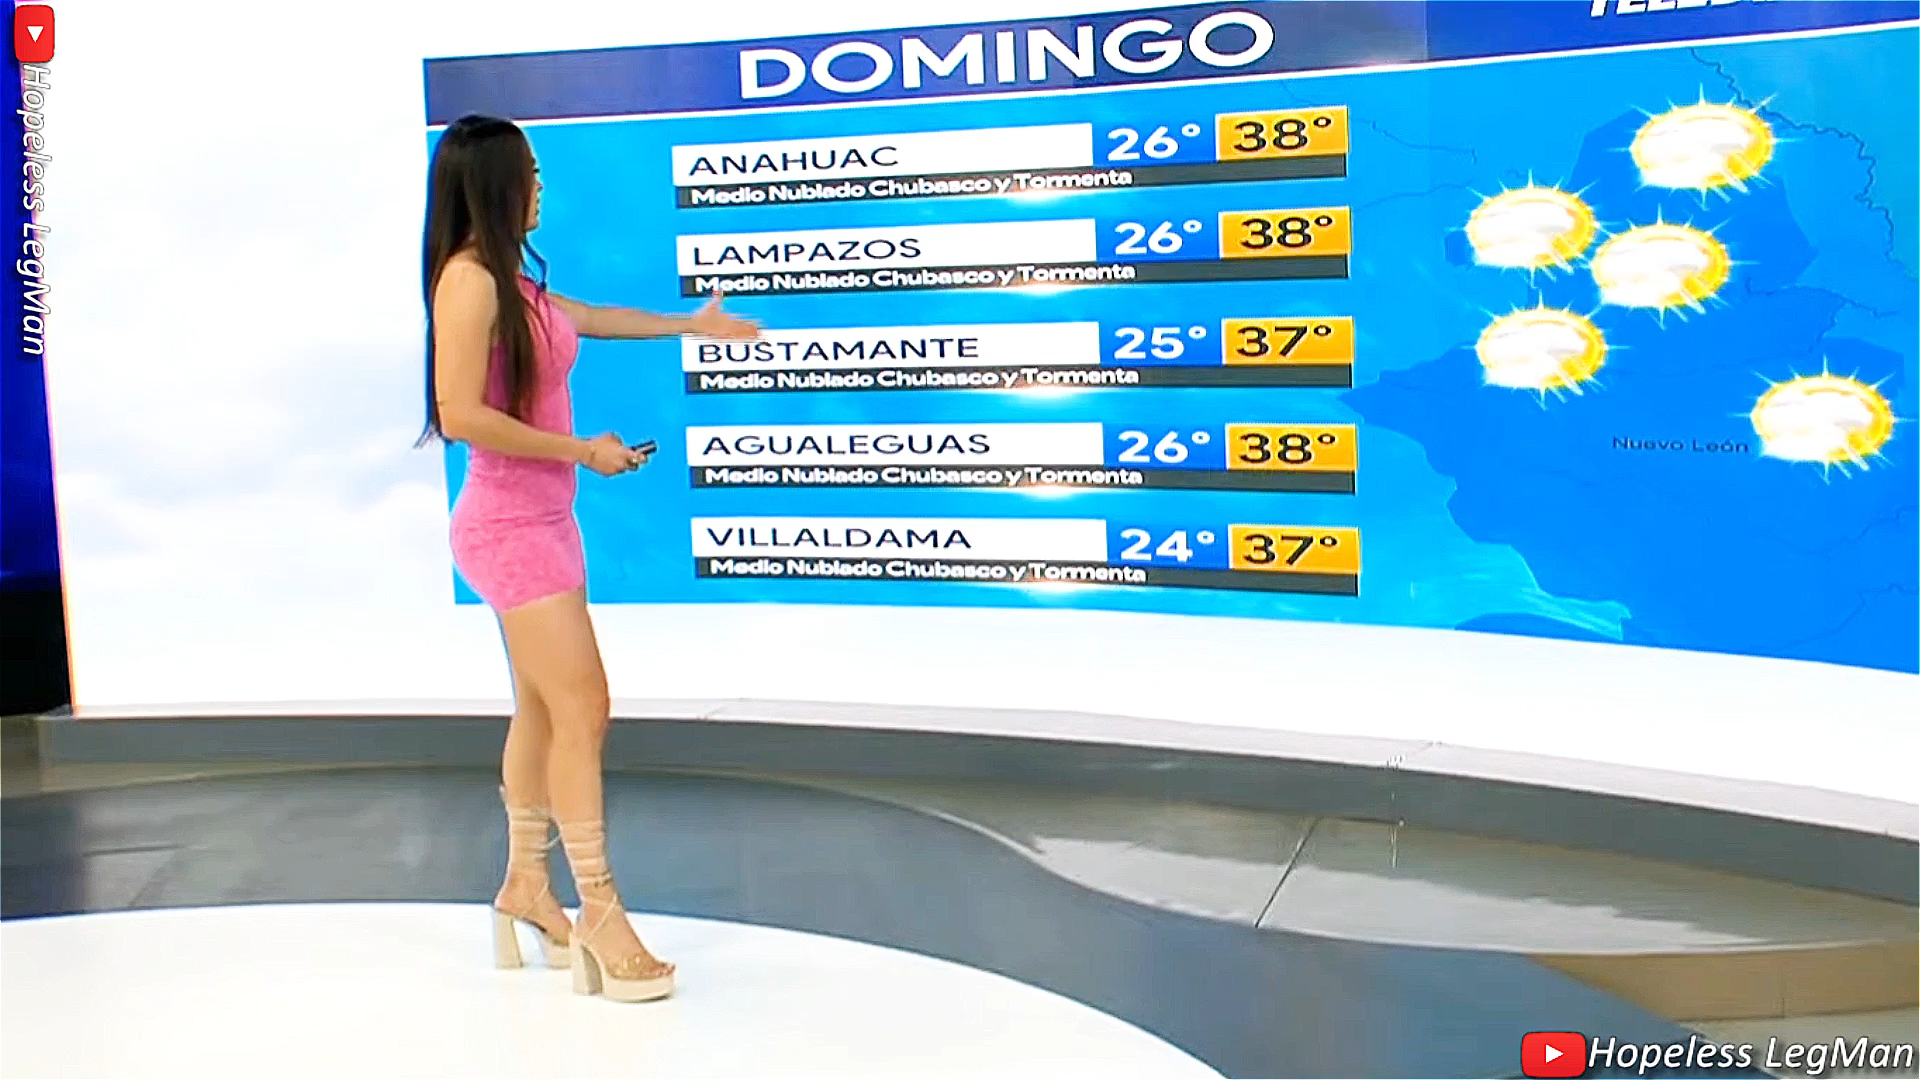 Hopeless LegMan
DOMINGO
ANAHUAC 26° 38°
Medio Nublado Chubasco y Tormenta
LAMPAZOS 26° 38°
Medio Nublado Chubasco y Tormenta
BUSTAMANTE 25° 37°
Medio Nublado Chubasco y Tormenta
AGUALEGUAS 26° 38°
Medio Nublado Chubasco y Tormenta
VILLALDAMA 24° 37°
Medio Nublado Chubasco y Tormenta
Nuevo León
Hopeless LegMan